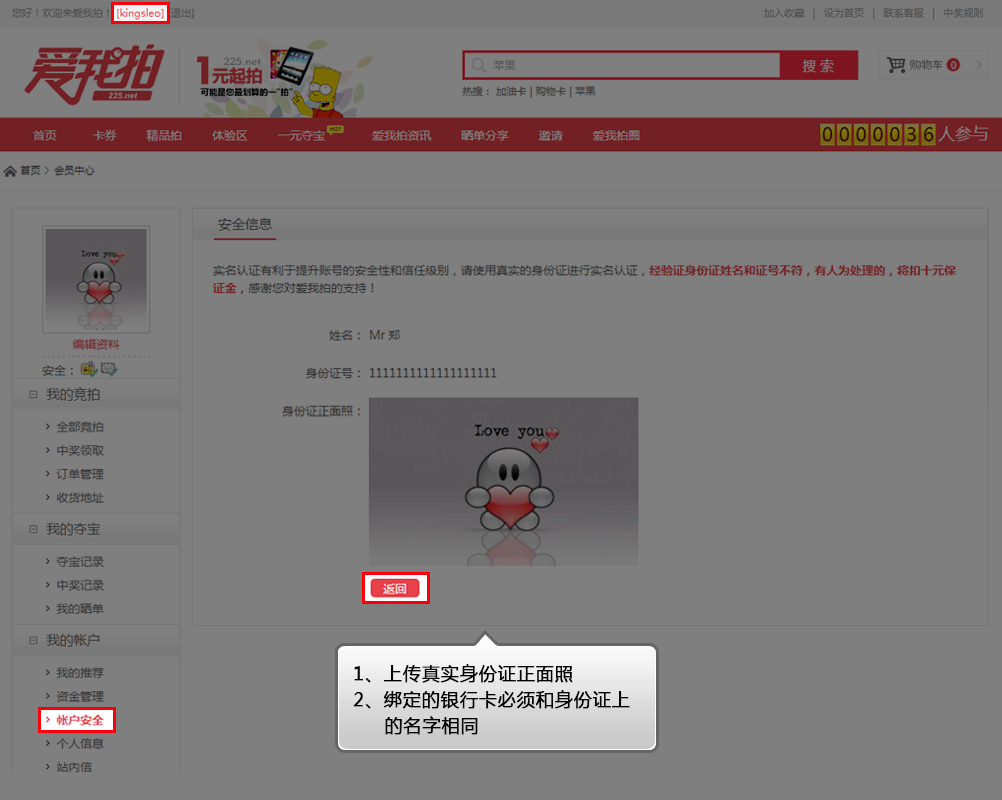 您好！欢迎来爱我拍！ [kingsleo] [退出]
加入收藏 | 设为首页 | 联系客服 | 中奖规则
爱我拍
225.net
225.net
1元起拍
可能是您最划算的一"拍"
苹果
搜 索
购物车 0
热搜： 加油卡 | 购物卡 | 苹果
首页 卡券 精品拍 体验区 一元夺宝 HOT 爱我拍资讯 晒单分享 邀请 爱我拍圈
0000036人参与
首页 > 会员中心
Love you
编辑资料
安全：
我的竞拍
全部竞拍
中奖领取
订单管理
收货地址
我的夺宝
夺宝记录
中奖记录
我的晒单
我的帐户
我的推荐
资金管理
帐户安全
个人信息
站内信
安全信息
实名认证有利于提升账号的安全性和信任级别，请使用真实的身份证进行实名认证，经验证身份证姓名和证号不符，有人为处理的，将扣十元保
证金，感谢您对爱我拍的支持！
姓名： Mr 郑
身份证号： 111111111111111111
身份证正面照：
Love you
返回
1、上传真实身份证正面照
2、绑定的银行卡必须和身份证上
的名字相同